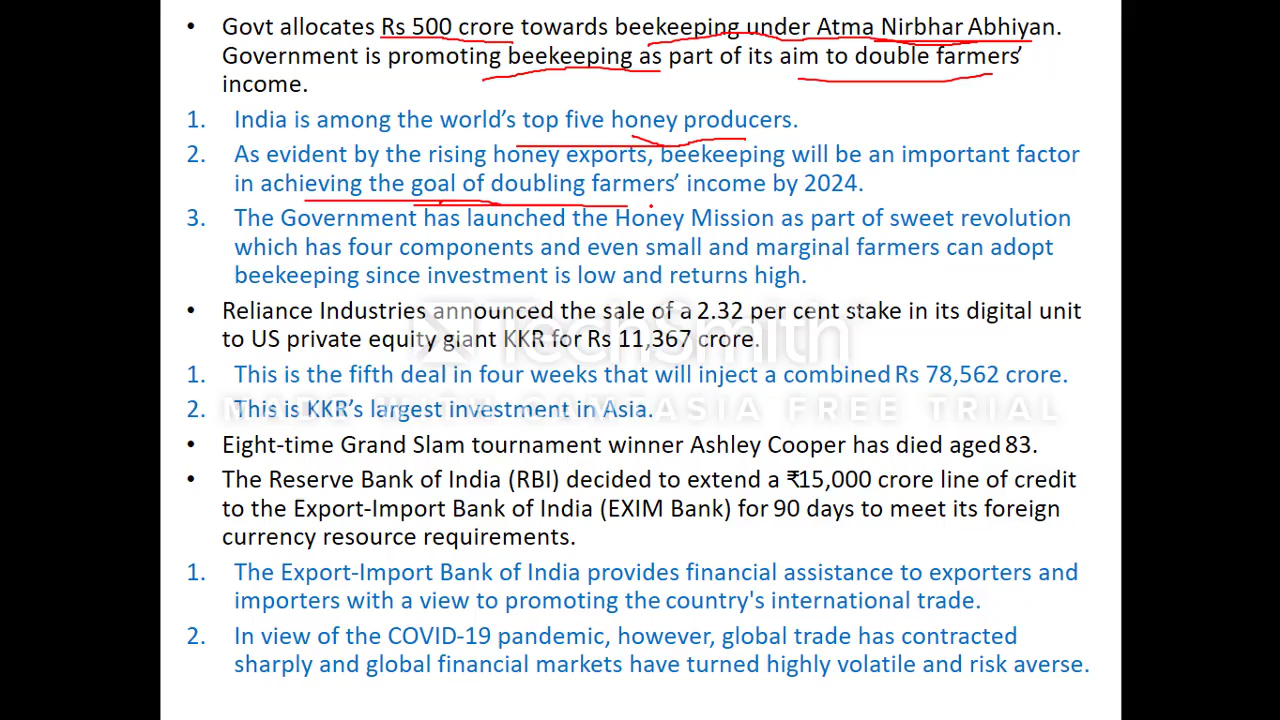 • Govt allocates Rs 500 crore towards beekeeping under Atma Nirbhar Abhiyan.
Government is promoting beekeeping as part of its aim to double farmers'
income.
1. India is among the world's top five honey producers.
2. As evident by the rising honey exports, beekeeping will be an important factor
in achieving the goal of doubling farmers' income by 2024.
3. The Government has launched the Honey Mission as part of sweet revolution
which has four components and even small and marginal farmers can adopt
beekeeping since investment is low and returns high.
• Reliance Industries announced the sale of a 2.32 per cent stake in its digital unit
to US private equity giant KKR for Rs 11,367 crore.
TechSmith
1. This is the fifth deal in four weeks that will inject a combined Rs 78,562 crore.
2. This is KKR's largest investment in Asia.
MADE WITH CAMTASIA FREE TRIAL
• Eight-time Grand Slam tournament winner Ashley Cooper has died aged 83.
• The Reserve Bank of India (RBI) decided to extend a ₹15,000 crore line of credit
to the Export-Import Bank of India (EXIM Bank) for 90 days to meet its foreign
currency resource requirements.
1. The Export-Import Bank of India provides financial assistance to exporters and
importers with a view to promoting the country's international trade.
2. In view of the COVID-19 pandemic, however, global trade has contracted
sharply and global financial markets have turned highly volatile and risk averse.